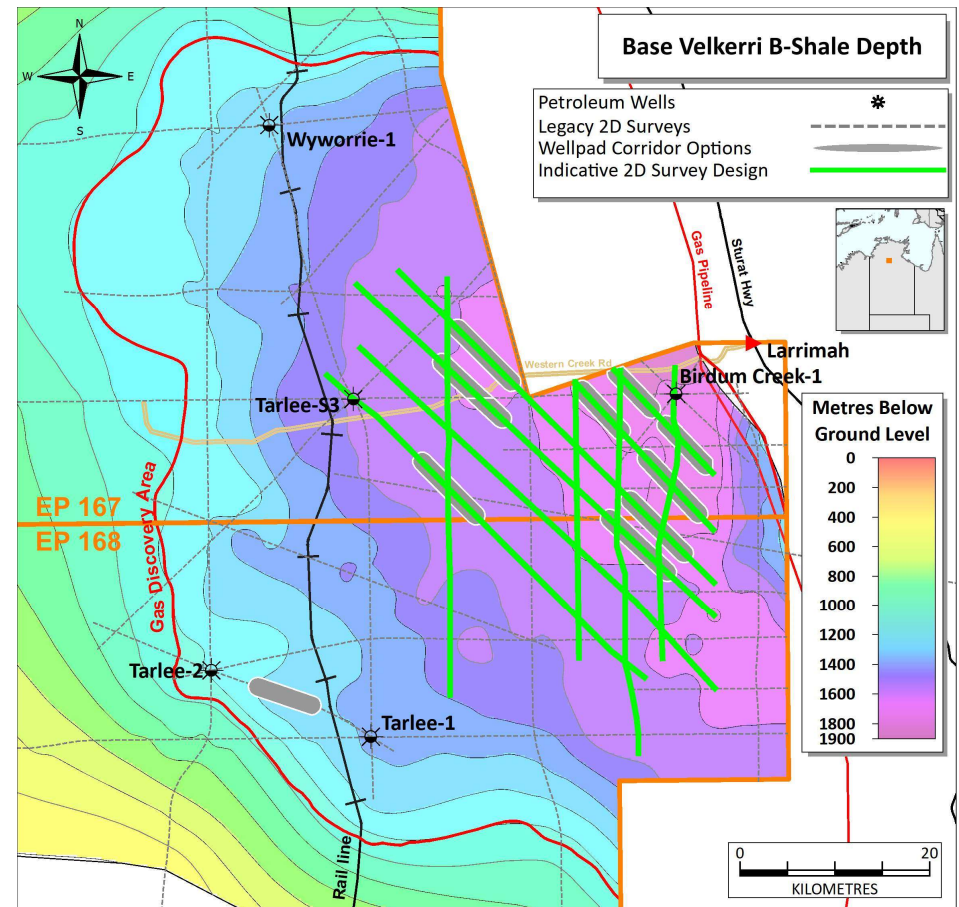 Base Velkerri B-Shale Depth
N
W
E
S
Petroleum Wells
Legacy 2D Surveys
Wellpad Corridor Options
Indicative 2D Survey Design
Wyworrie-1
Gas Pipeline
Sturat Hwy
Western Creek Rd
Larrimah
Birdum Creek-1
Tarlee-S3
Metres Below
Ground Level
0
200
400
600
800
1000
1200
1400
1600
1800
1900
EP 167
EP 168
Gas Discovery Area
Tarlee-2
Tarlee-1
Rail line
0
20
KILOMETRES